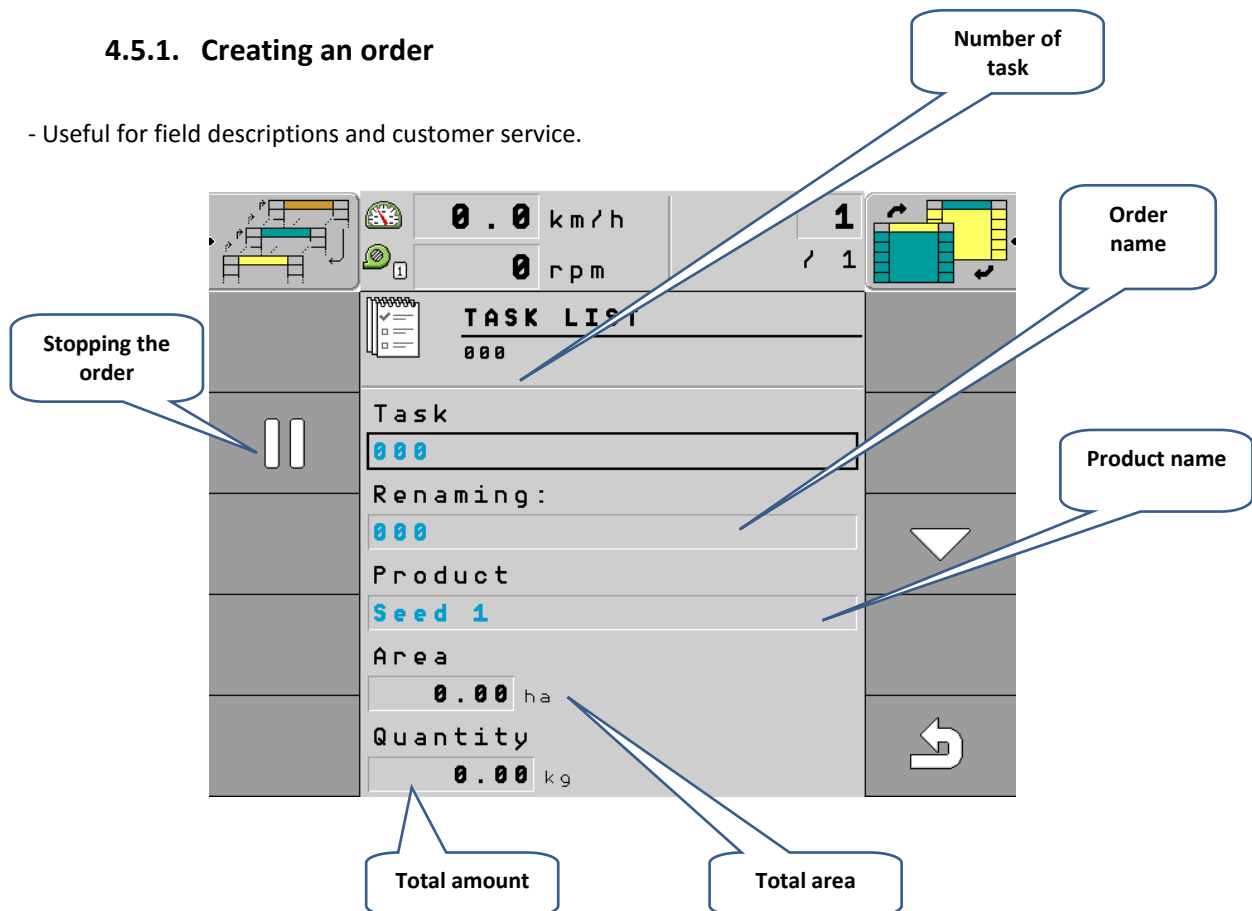 4.5.1. Creating an order
Number of
task
- Useful for field descriptions and customer service.
0.0 km/h
1
0 rpm
/ 1
1
Order
name
TASK LIST
000
Stopping the
order
Task
000
Product name
Renaming:
000
Product
Seed 1
Area
0.00 ha
Quantity
0.00 kg
Total amount
Total area